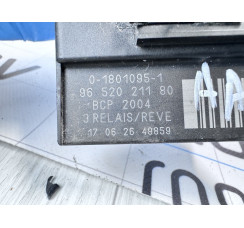 0-1801095-1
96 520 211 80
BCP 2004
3 RELAIS/REVE
17 06 26 49859